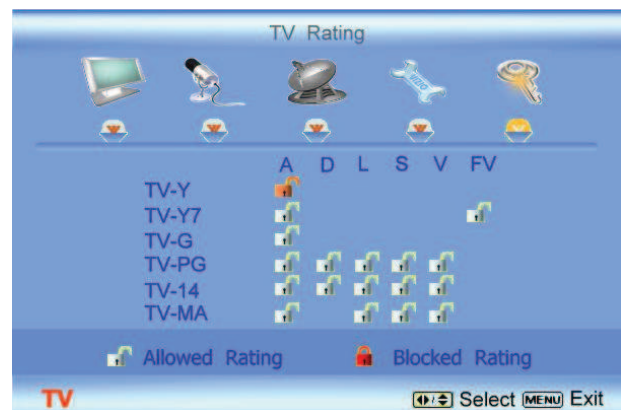 TV Rating
VIZIO
A D L S V FV
TV-Y
TV-Y7
TV-G
TV-PG
TV-14
TV-MA
Allowed Rating Blocked Rating
TV Select MENU Exit